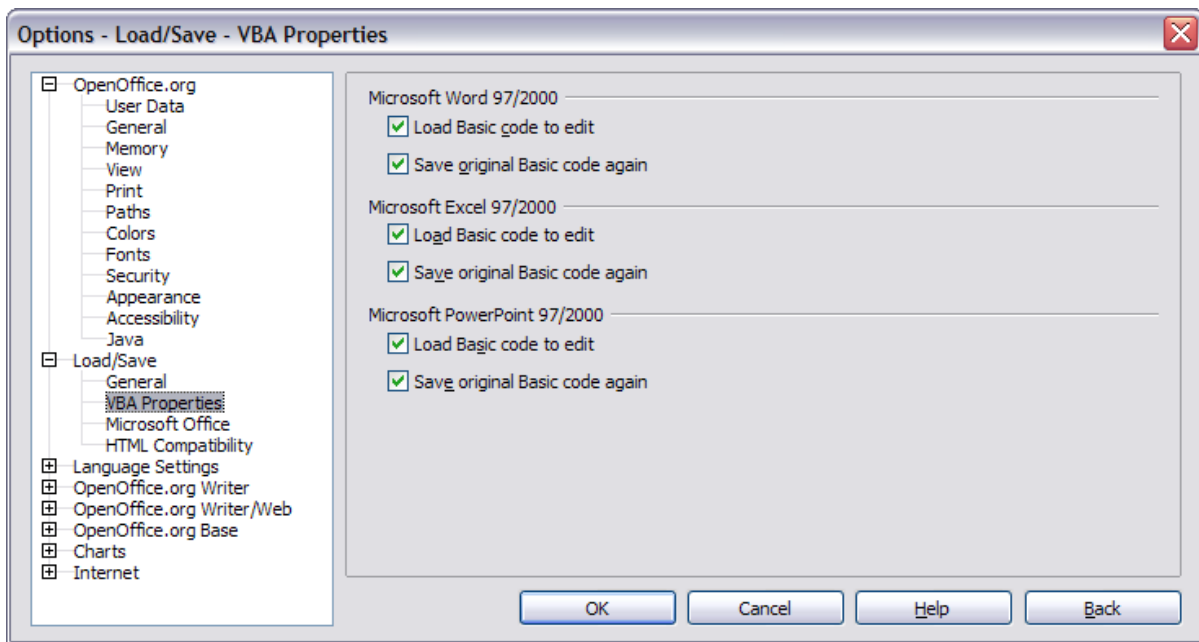 Options - Load/Save - VBA Properties
OpenOffice.org
User Data
General
Memory
View
Print
Paths
Colors
Fonts
Security
Appearance
Accessibility
Java
Load/Save
General
VBA Properties
Microsoft Office
HTML Compatibility
Language Settings
OpenOffice.org Writer
OpenOffice.org Writer/Web
OpenOffice.org Base
Charts
Internet
Microsoft Word 97/2000
Load Basic code to edit
Save original Basic code again
Microsoft Excel 97/2000
Load Basic code to edit
Save original Basic code again
Microsoft PowerPoint 97/2000
Load Basic code to edit
Save original Basic code again
OK Cancel Help Back